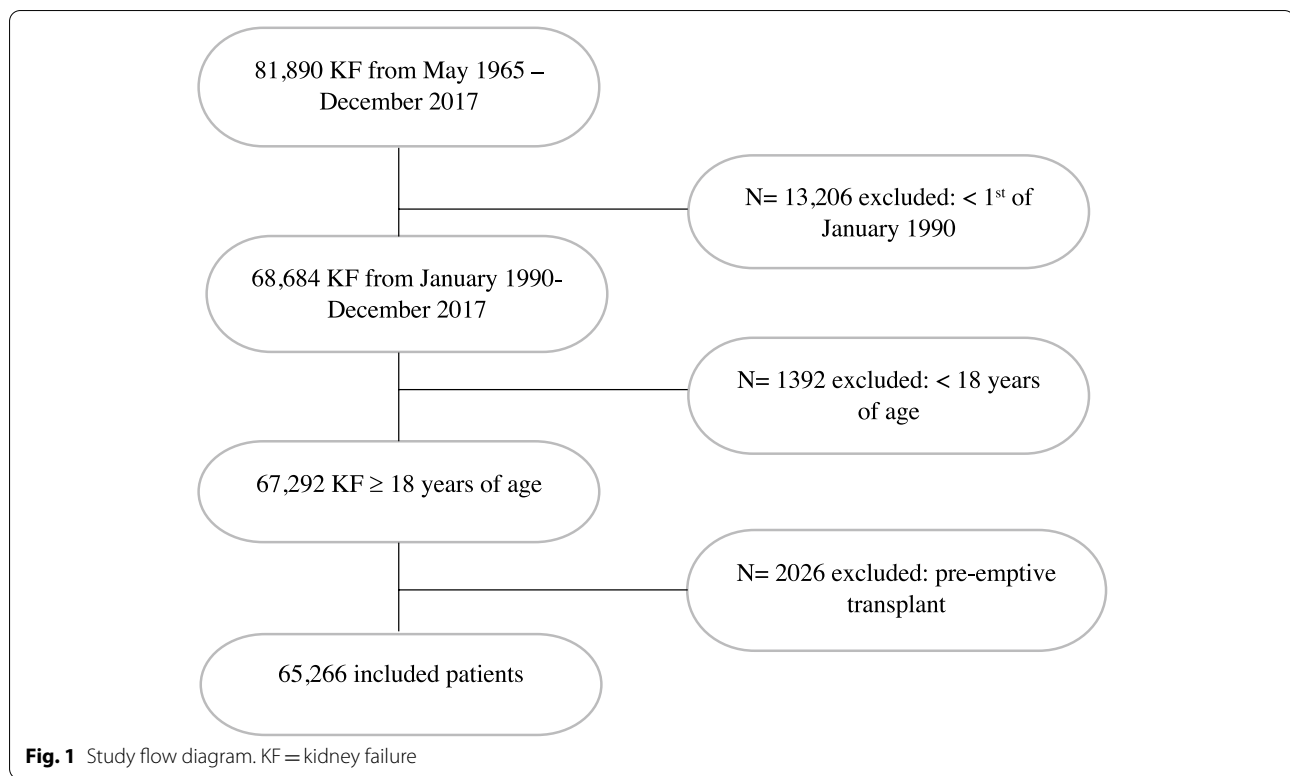 81,890 KF from May 1965 –
December 2017
N= 13,206 excluded: < 1st of
January 1990
68,684 KF from January 1990-
December 2017
N= 1392 excluded: < 18 years
of age
67,292 KF ≥ 18 years of age
N= 2026 excluded: pre-emptive
transplant
65,266 included patients
Fig. 1 Study flow diagram. KF = kidney failure